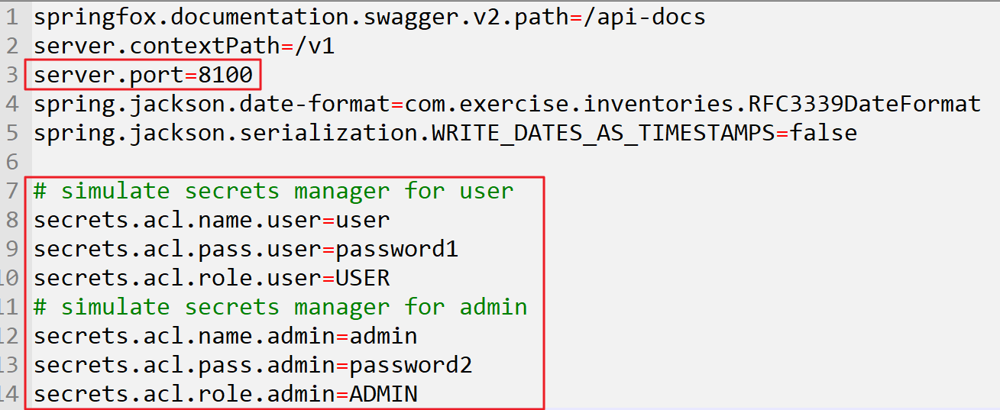 1 springfox.documentation.swagger.v2.path=/api-docs
2 server.contextPath=/v1
3 server.port=8100
4 spring.jackson.date-format=com.exercise.inventories.RFC3339DateFormat
5 spring.jackson.serialization.WRITE_DATES_AS_TIMESTAMPS=false
6
7 # simulate secrets manager for user
8 secrets.acl.name.user=user
9 secrets.acl.pass.user=password1
10 secrets.acl.role.user=USER
11 # simulate secrets manager for admin
12 secrets.acl.name.admin=admin
13 secrets.acl.pass.admin=password2
14 secrets.acl.role.admin=ADMIN